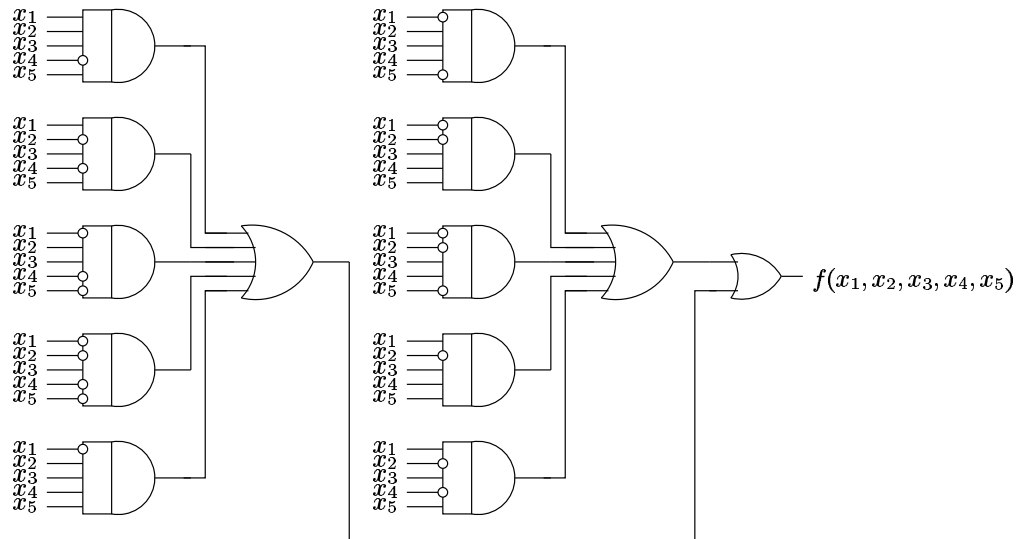 x₁
x₂
x₃
x₄
x₅
x₁
x₂
x₃
x₄
x₅
x₁
x₂
x₃
x₄
x₅
x₁
x₂
x₃
x₄
x₅
x₁
x₂
x₃
x₄
x₅
x₁
x₂
x₃
x₄
x₅
x₁
x₂
x₃
x₄
x₅
x₁
x₂
x₃
x₄
x₅
x₁
x₂
x₃
x₄
x₅
x₁
x₂
x₃
x₄
x₅
f(x₁, x₂, x₃, x₄, x₅)